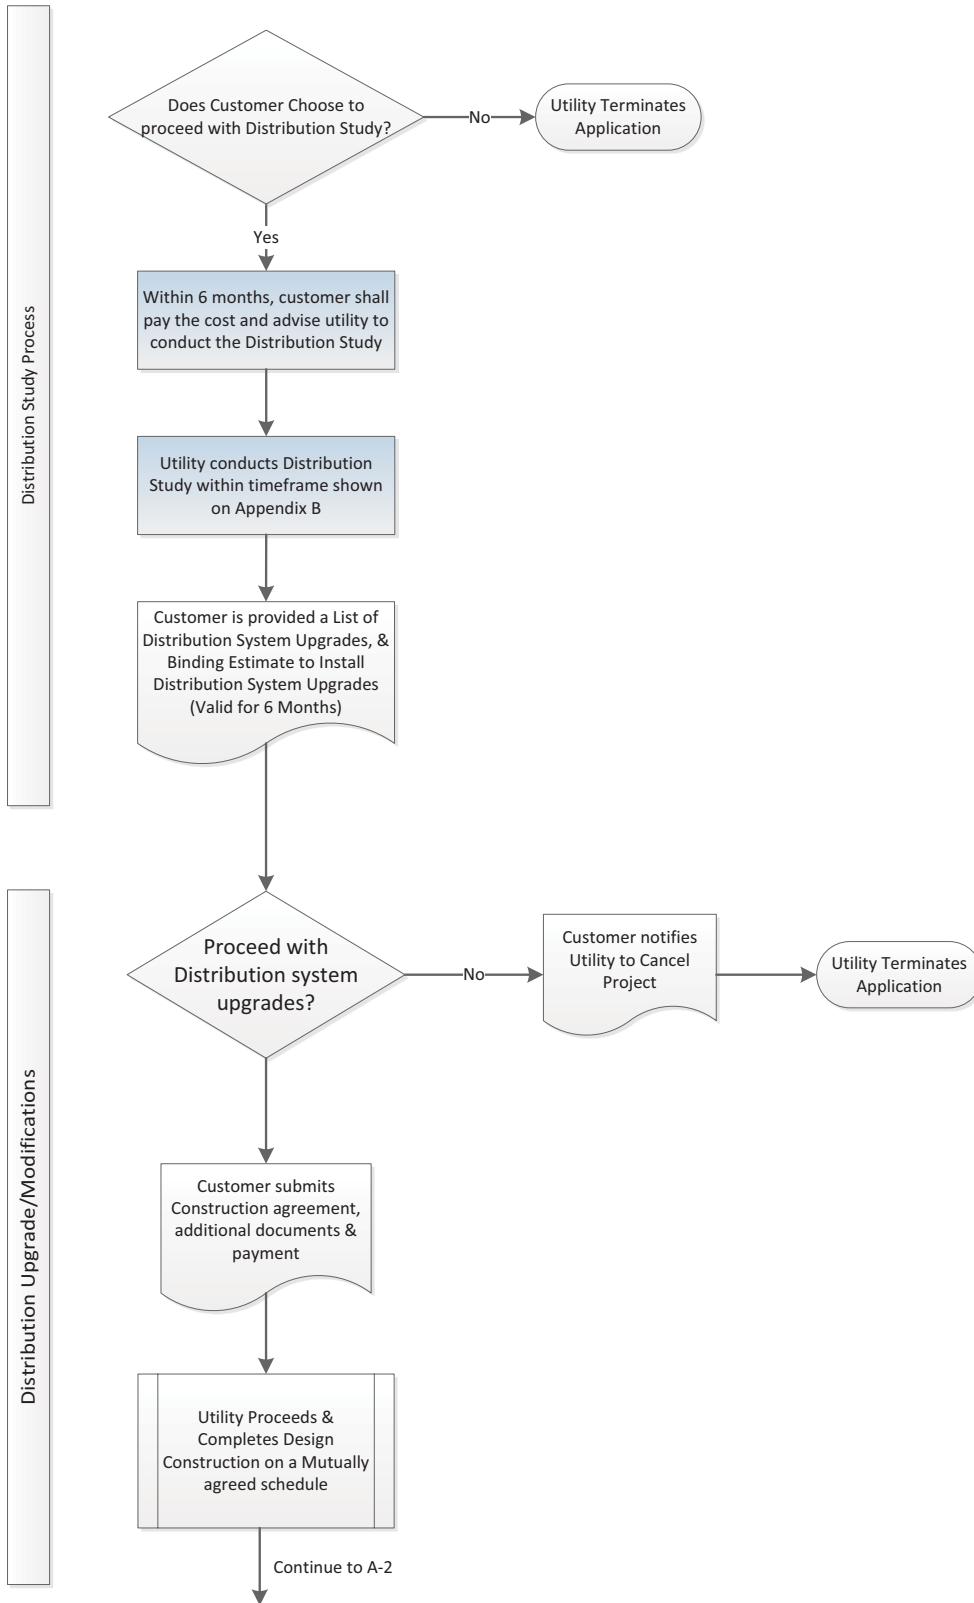 Distribution Study Process
Does Customer Choose to
proceed with Distribution Study?
No
Utility Terminates
Application
Yes
Within 6 months, customer shall
pay the cost and advise utility to
conduct the Distribution Study
Utility conducts Distribution
Study within timeframe shown
on Appendix B
Customer is provided a List of
Distribution System Upgrades, &
Binding Estimate to Install
Distribution System Upgrades
(Valid for 6 Months)
Distribution Upgrade/Modifications
Proceed with
Distribution system
upgrades?
No
Customer notifies
Utility to Cancel
Project
Utility Terminates
Application
Customer submits
Construction agreement,
additional documents &
payment
Utility Proceeds &
Completes Design
Construction on a Mutually
agreed schedule
Continue to A-2